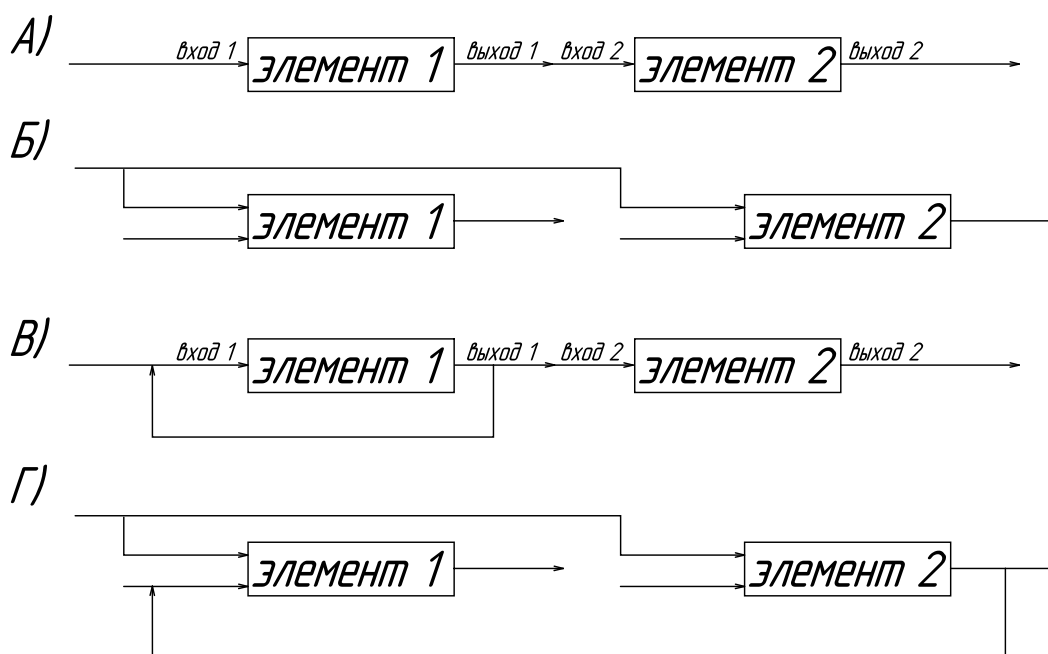 А)
вход 1 элемент 1 выход 1 вход 2 элемент 2 выход 2
Б)
элемент 1 элемент 2
В)
вход 1 элемент 1 выход 1 вход 2 элемент 2 выход 2
Г)
элемент 1 элемент 2